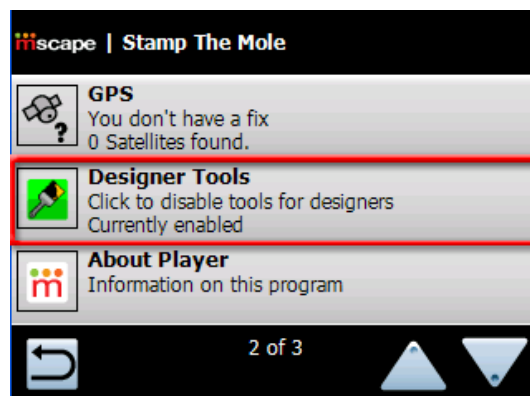 mscape | Stamp The Mole
GPS
You don't have a fix
0 Satellites found.
Designer Tools
Click to disable tools for designers
Currently enabled
About Player
Information on this program
2 of 3